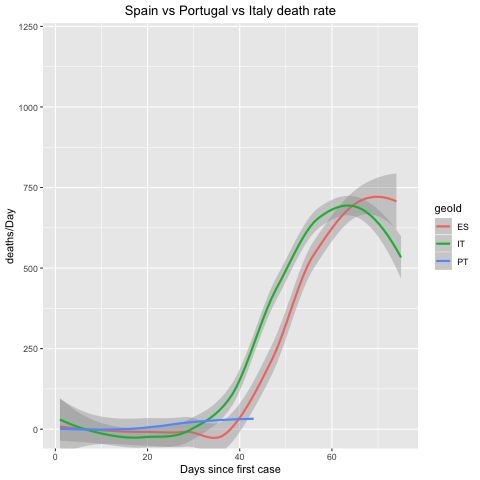 Spain vs Portugal vs Italy death rate
1250
1000
750
500
250
0
deaths/Day
0 20 40 60
Days since first case
geoId
ES
IT
PT